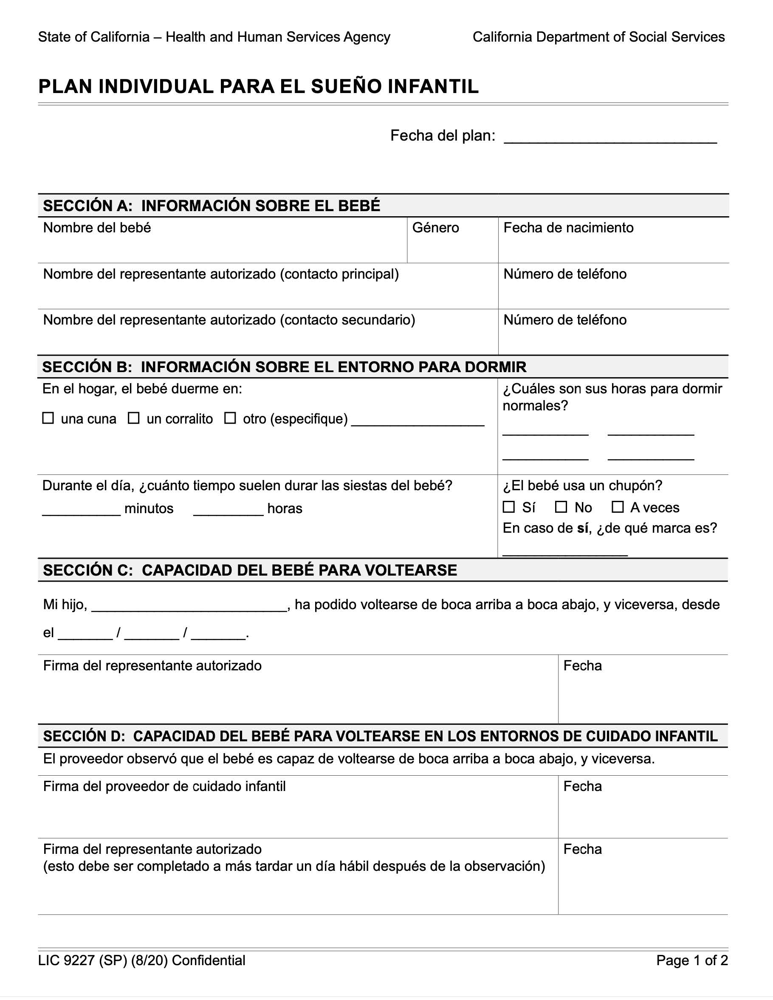 State of California – Health and Human Services Agency California Department of Social Services
PLAN INDIVIDUAL PARA EL SUEÑO INFANTIL
Fecha del plan: ____________________
SECCIÓN A: INFORMACIÓN SOBRE EL BEBÉ
Nombre del bebé
Género
Fecha de nacimiento
Nombre del representante autorizado (contacto principal)
Número de teléfono
Nombre del representante autorizado (contacto secundario)
Número de teléfono
SECCIÓN B: INFORMACIÓN SOBRE EL ENTORNO PARA DORMIR
En el hogar, el bebé duerme en:
☐ una cuna ☐ un corralito ☐ otro (especifique) _________________
¿Cuáles son sus horas para dormir
normales?
___________ ___________
___________ ___________
Durante el día, ¿cuánto tiempo suelen durar las siestas del bebé?
__________ minutos _________ horas
¿El bebé usa un chupón?
☐ Sí ☐ No ☐ A veces
En caso de sí, ¿de qué marca es?
________________
SECCIÓN C: CAPACIDAD DEL BEBÉ PARA VOLTEARSE
Mi hijo, _________________________, ha podido voltearse de boca arriba a boca abajo, y viceversa, desde
el _______ / _______ / _______.
Firma del representante autorizado
Fecha
SECCIÓN D: CAPACIDAD DEL BEBÉ PARA VOLTEARSE EN LOS ENTORNOS DE CUIDADO INFANTIL
El proveedor observó que el bebé es capaz de voltearse de boca arriba a boca abajo, y viceversa.
Firma del proveedor de cuidado infantil
Fecha
Firma del representante autorizado
(esto debe ser completado a más tardar un día hábil después de la observación)
Fecha
LIC 9227 (SP) (8/20) Confidential Page 1 of 2